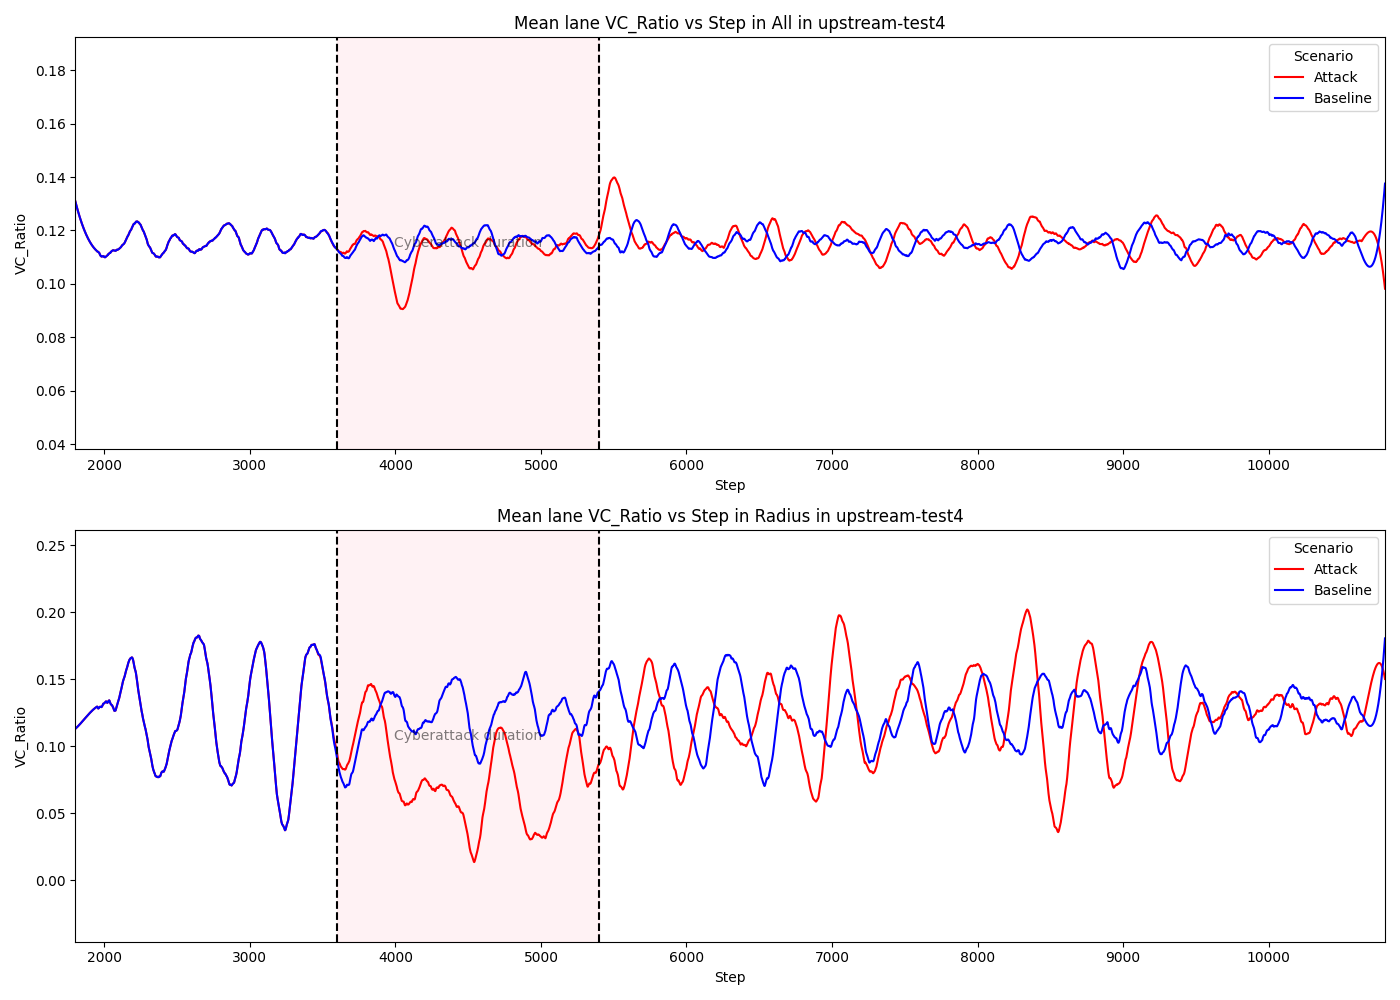 Mean lane VC_Ratio vs Step in All in upstream-test4
VC_Ratio
0.18
0.16
0.14
0.12
0.10
0.08
0.06
0.04
Scenario
Attack
Baseline
Cyberattack duration
2000 3000 4000 5000 6000 7000 8000 9000 10000
Step
Mean lane VC_Ratio vs Step in Radius in upstream-test4
VC_Ratio
0.25
0.20
0.15
0.10
0.05
0.00
Scenario
Attack
Baseline
Cyberattack duration
2000 3000 4000 5000 6000 7000 8000 9000 10000
Step